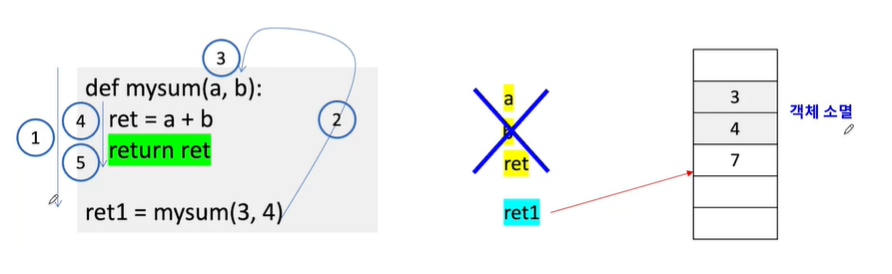 3
def mysum(a, b):
4
ret = a + b
1
2
5
return ret
ret1 = mysum(3, 4)
a
ret
ret1
3
4
7
객체 소멸